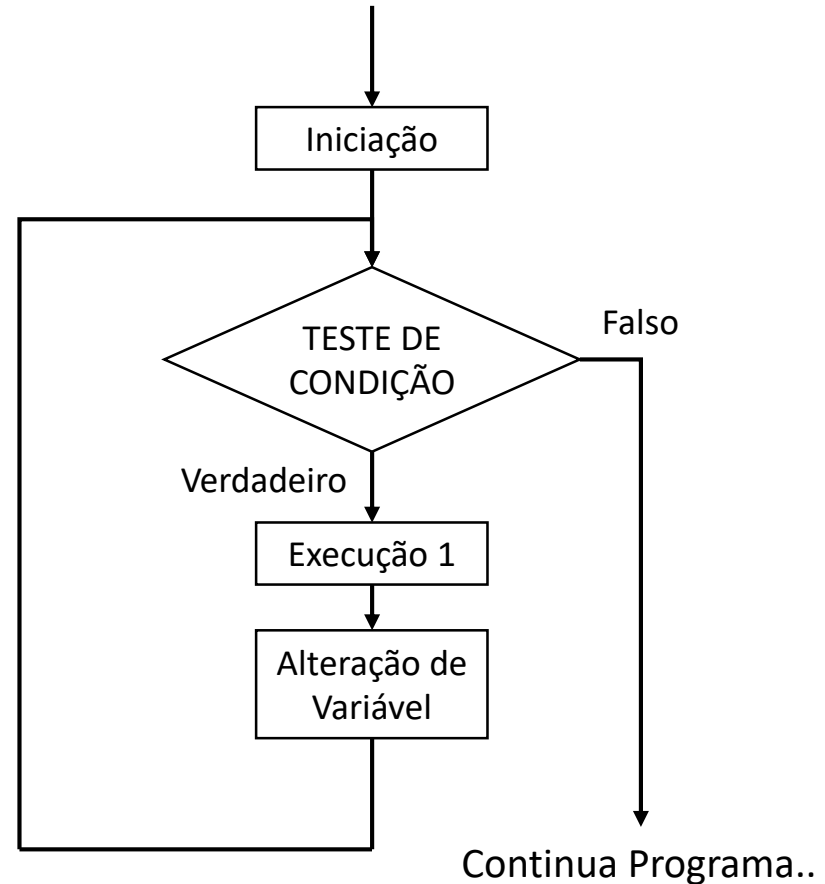 Iniciação
TESTE DE
CONDIÇÃO
Falso
Verdadeiro
Execução 1
Alteração de
Variável
Continua Programa..